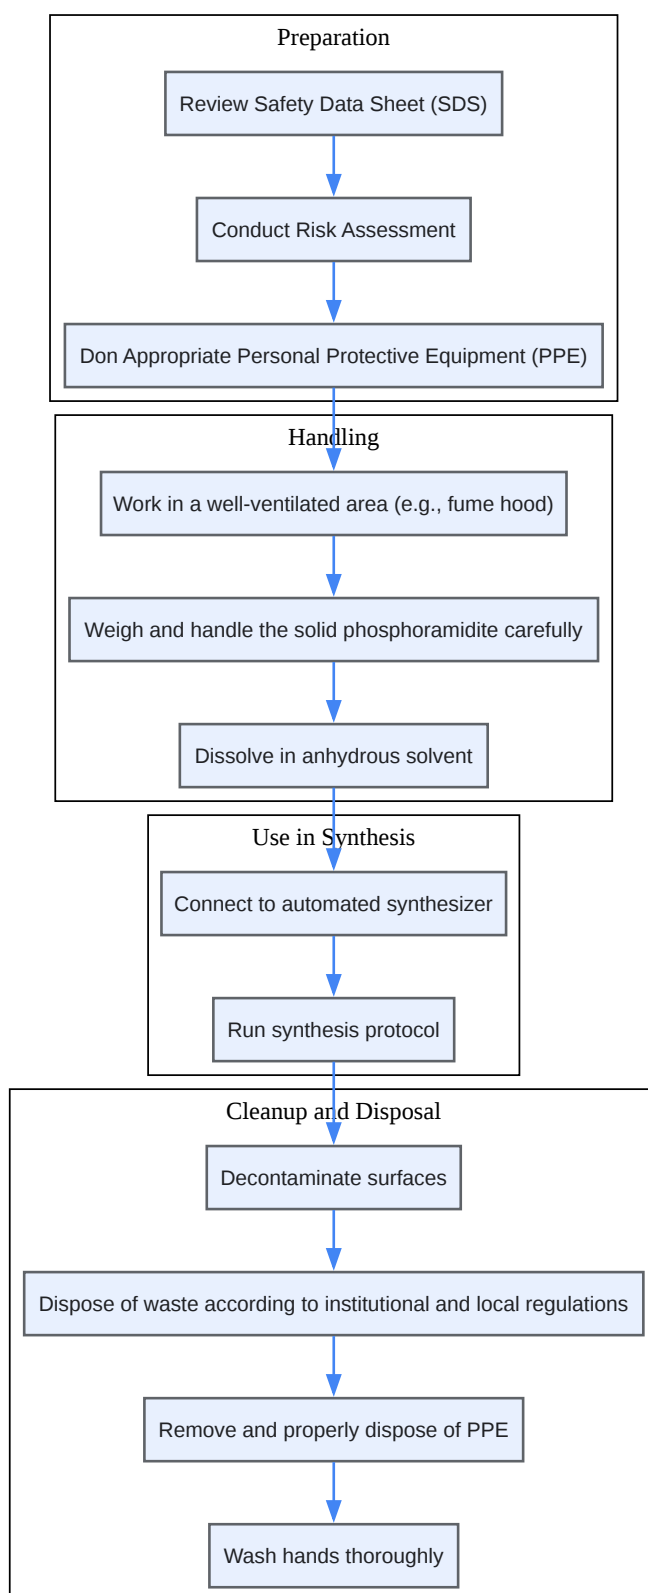 Preparation
Review Safety Data Sheet (SDS)
Conduct Risk Assessment
Don Appropriate Personal Protective Equipment (PPE)
Handling
Work in a well-ventilated area (e.g., fume hood)
Weigh and handle the solid phosphoramidite carefully
Dissolve in anhydrous solvent
Use in Synthesis
Connect to automated synthesizer
Run synthesis protocol
Cleanup and Disposal
Decontaminate surfaces
Dispose of waste according to institutional and local regulations
Remove and properly dispose of PPE
Wash hands thoroughly